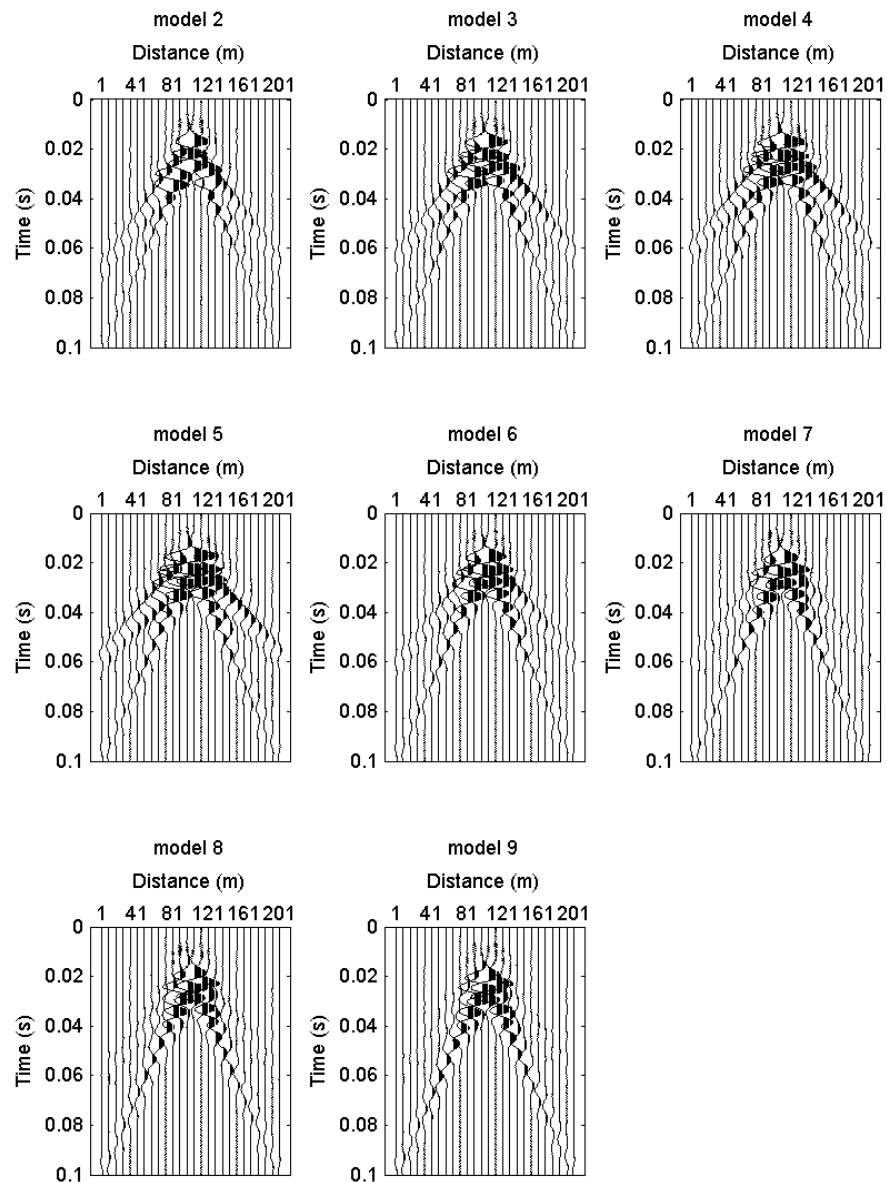 model 2 model 3 model 4
Distance (m) Distance (m) Distance (m)
1 41 81 121 161 201 1 41 81 121 161 201 1 41 81 121 161 201
0 0 0
0.02 0.02 0.02
0.04 0.04 0.04
Time (s) Time (s) Time (s)
0.06 0.06 0.06
0.08 0.08 0.08
0.1 0.1 0.1
model 5 model 6 model 7
Distance (m) Distance (m) Distance (m)
1 41 81 121 161 201 1 41 81 121 161 201 1 41 81 121 161 201
0 0 0
0.02 0.02 0.02
0.04 0.04 0.04
Time (s) Time (s) Time (s)
0.06 0.06 0.06
0.08 0.08 0.08
0.1 0.1 0.1
model 8 model 9
Distance (m) Distance (m)
1 41 81 121 161 201 1 41 81 121 161 201
0 0
0.02 0.02
0.04 0.04
Time (s) Time (s)
0.06 0.06
0.08 0.08
0.1 0.1